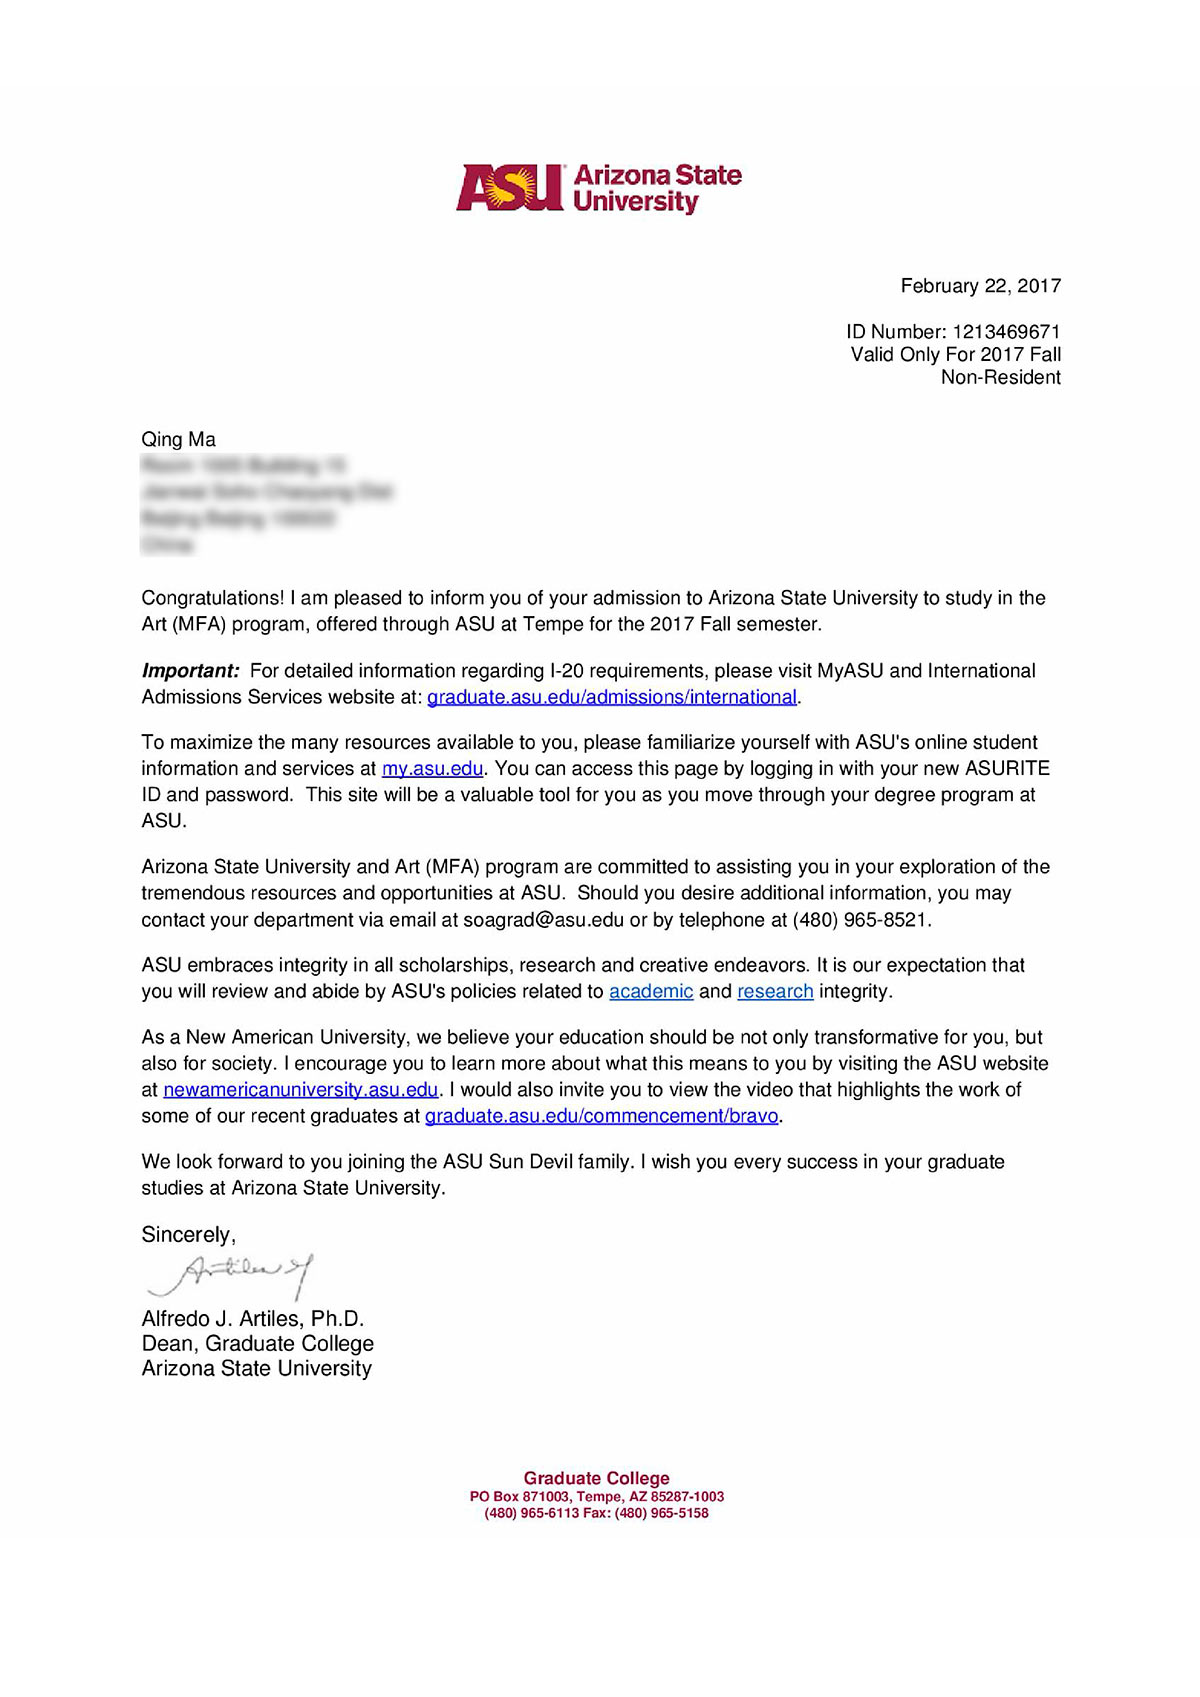 ASU Arizona State
University
February 22, 2017
ID Number: 1213469671
Valid Only For 2017 Fall
Non-Resident
Qing Ma
Congratulations! I am pleased to inform you of your admission to Arizona State University to study in the
Art (MFA) program, offered through ASU at Tempe for the 2017 Fall semester.
Important: For detailed information regarding I-20 requirements, please visit MyASU and International
Admissions Services website at: graduate.asu.edu/admissions/international.
To maximize the many resources available to you, please familiarize yourself with ASU's online student
information and services at my.asu.edu. You can access this page by logging in with your new ASURITE
ID and password. This site will be a valuable tool for you as you move through your degree program at
ASU.
Arizona State University and Art (MFA) program are committed to assisting you in your exploration of the
tremendous resources and opportunities at ASU. Should you desire additional information, you may
contact your department via email at soagrad@asu.edu or by telephone at (480) 965-8521.
ASU embraces integrity in all scholarships, research and creative endeavors. It is our expectation that
you will review and abide by ASU's policies related to academic and research integrity.
As a New American University, we believe your education should be not only transformative for you, but
also for society. I encourage you to learn more about what this means to you by visiting the ASU website
at newamericanuniversity.asu.edu. I would also invite you to view the video that highlights the work of
some of our recent graduates at graduate.asu.edu/commencement/bravo.
We look forward to you joining the ASU Sun Devil family. I wish you every success in your graduate
studies at Arizona State University.
Sincerely,
Alfredo J. Artiles, Ph.D.
Dean, Graduate College
Arizona State University
Graduate College
PO Box 871003, Tempe, AZ 85287-1003
(480) 965-6113 Fax: (480) 965-5158